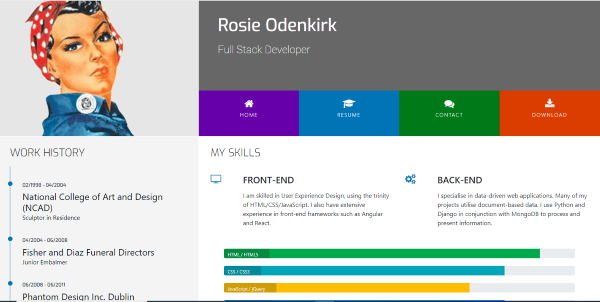 Rosie Odenkirk
Full Stack Developer
HOME
RESUME
CONTACT
DOWNLOAD
WORK HISTORY
02/1998 - 04/2004
National College of Art and Design
(NCAD)
Sculptor in Residence
04/2004 - 06/2008
Fisher and Diaz Funeral Directors
Junior Embalmer
06/2008 - 06/2011
Phantom Design Inc. Dublin
MY SKILLS
FRONT-END
I am skilled in User Experience Design, using the trinity
of HTML/CSS/JavaScript. I also have extensive
experience in front-end frameworks such as Angular
and React.
BACK-END
I specialise in data-driven web applications. Many of my
projects utilise document-based data. I use Python and
Django in conjunction with MongoDB to process and
present information.
HTML / HTML5
CSS / CSS3
JavaScript / jQuery